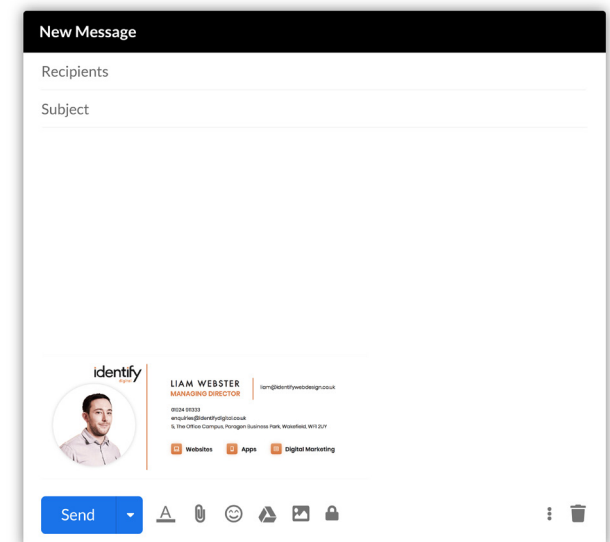 New Message
Recipients
Subject
identify
digital
LIAM WEBSTER
MANAGING DIRECTOR
liam@identifywebdesign.co.uk
01924 911333
enquiries@identifydigital.co.uk
5, The Office Campus, Paragon Business Park, Wakefield, WF1 2UY
Websites Apps Digital Marketing
Send A